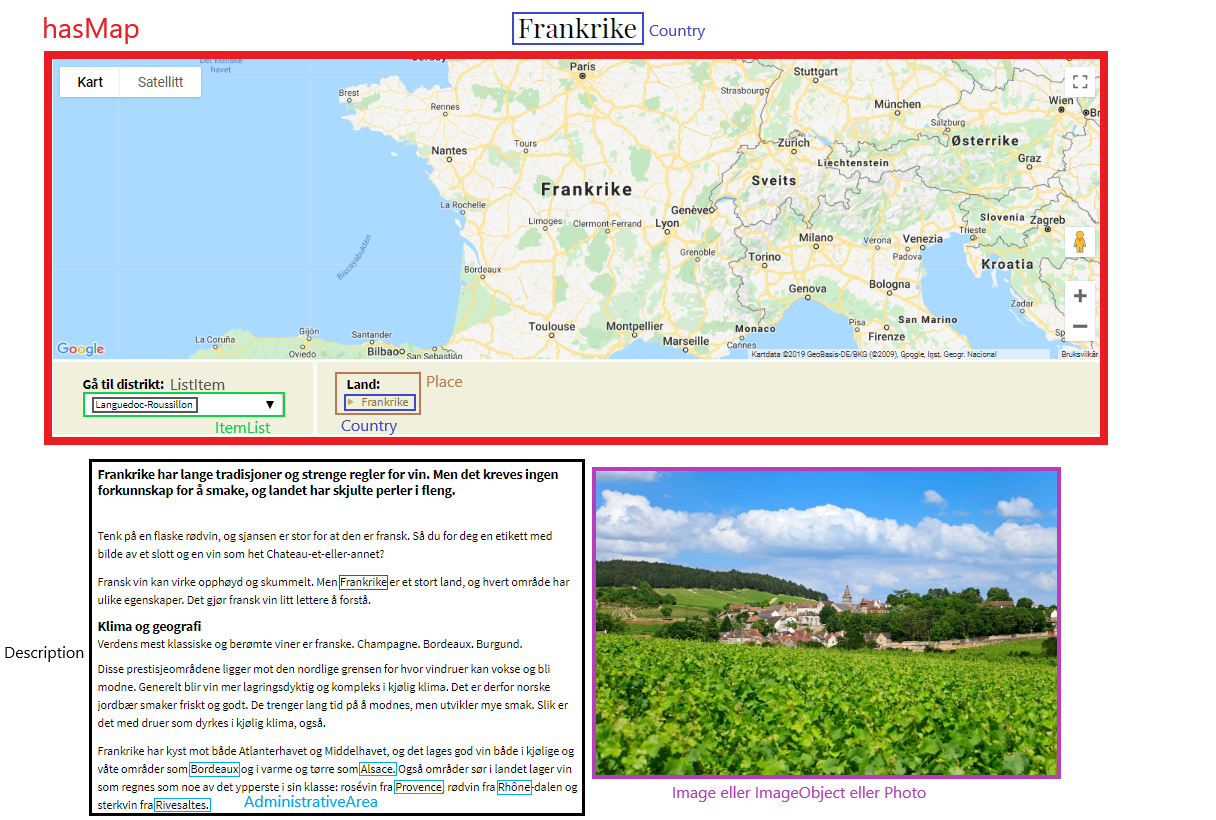 hasMap
Frankrike Country
Det keltiske
havet
Jersey
Paris
Kart Satellitt
Stuttgart
Strasbourg
Brest
Rennes
München
Wien
Salzburg
Nantes
Tours
Zürich
Østerrike
Liechtenstein
Graz
Frankrike
Sveits
La Rochelle
Genève
Limoges Clermont-Ferrand Lyon
Slovenia Zagreb
Trieste
Milano
Verona Venezia
Padova
Biscayabukten
Grenoble
Torino
Kroatia
Bordeaux
Genova
Bologna
Zadar
La Coruña
Gijón
Santander
Toulouse
Montpellier
Monaco
Pisa
San Marino
Firenze
Marseille
Cannes
Google
Oviedo
Bilbao
San Sebastián
Kartdata ©2019 GeoBasis-DE/BKG (©2009), Google, Inst. Geogr. Nacional
Bruksvilkår
Gå til distrikt: ListItem
Land: Place
Languedoc-Roussillon
Frankrike
ItemList
Country
Frankrike har lange tradisjoner og strenge regler for vin. Men det kreves ingen
forkunnskap for å smake, og landet har skjulte perler i fleng.
Tenk på en flaske rødvin, og sjansen er stor for at den er fransk. Så du for deg en etikett med
bilde av et slott og en vin som het Chateau-et-eller-annet?
Fransk vin kan virke opphøyd og skummelt. Men Frankrike er et stort land, og hvert område har
ulike egenskaper. Det gjør fransk vin litt lettere å forstå.
Klima og geografi
Description
Verdens mest klassiske og berømte viner er franske. Champagne. Bordeaux. Burgund.
Disse prestisjeområdene ligger mot den nordlige grensen for hvor vindruer kan vokse og bli
modne. Generelt blir vin mer lagringsdyktig og kompleks i kjølig klima. Det er derfor norske
jordbær smaker friskt og godt. De trenger lang tid på å modnes, men utvikler mye smak. Slik er
det med druer som dyrkes i kjølig klima, også.
Frankrike har kyst mot både Atlanterhavet og Middelhavet, og det lages god vin både i kjølige og
våte områder som Bordeaux og i varme og tørre som Alsace. Også områder sør i landet lager vin
som regnes som noe av det ypperste i sin klasse: rosévin fra Provence, rødvin fra Rhône-dalen og
sterkvin fra Rivesaltes.
AdministrativeArea
Image eller ImageObject eller Photo